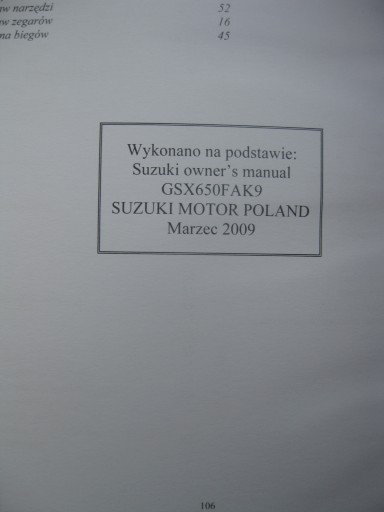 narzędzi 52
zegarów 16
biegów 45
Wykonano na podstawie:
Suzuki owner's manual
GSX650FAK9
SUZUKI MOTOR POLAND
Marzec 2009
106